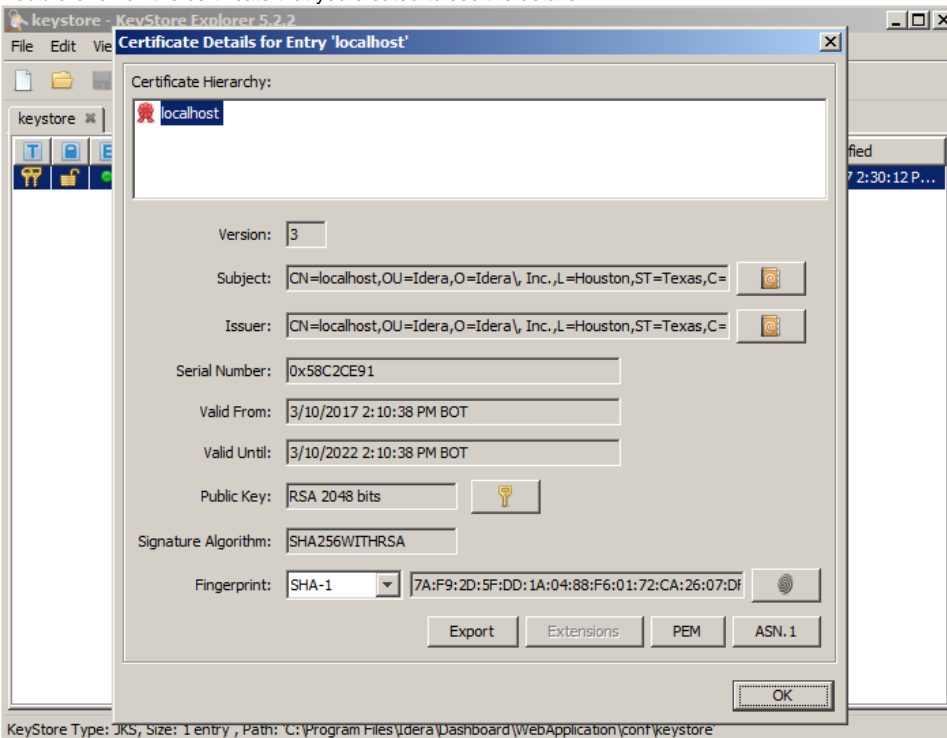 keystore - KeyStore Explorer 5.2.2
File Edit Vie
Certificate Details for Entry 'localhost'
Certificate Hierarchy:
localhost
keystore
T E
fied
7 2:30:12 P...
Version: 3
Subject: CN=localhost,OU=Idera,O=Idera\, Inc.,L=Houston,ST=Texas,C=
Issuer: CN=localhost,OU=Idera,O=Idera\, Inc.,L=Houston,ST=Texas,C=
Serial Number: 0x58C2CE91
Valid From: 3/10/2017 2:10:38 PM BOT
Valid Until: 3/10/2022 2:10:38 PM BOT
Public Key: RSA 2048 bits
Signature Algorithm: SHA256WITHRSA
Fingerprint: SHA-1 7A:F9:2D:5F:DD:1A:04:88:F6:01:72:CA:26:07:DF
Export Extensions PEM ASN.1
OK
KeyStore Type: JKS, Size: 1 entry , Path: 'C:\Program Files\Idera\Dashboard\WebApplication\conf\keystore'